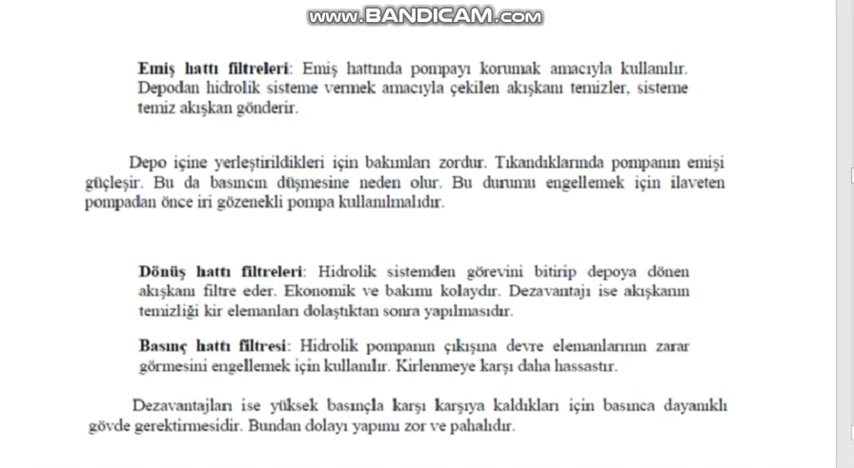 www.BANDICAM.com
Emiş hattı filtreleri: Emiş hattında pompayı korumak amacıyla kullanılır.
Depodan hidrolik sisteme vermek amacıyla çekilen akışkanı temizler, sisteme
temiz akışkan gönderir.
Depo içine yerleştirildikleri için bakımları zordur. Tıkandıklarında pompanın emişi
güçleşir. Bu da basıncın düşmesine neden olur. Bu durumu engellemek için ilaveten
pompadan önce iri gözenekli pompa kullanılmalıdır.
Dönüş hattı filtreleri: Hidrolik sistemden görevini bitirip depoya dönen
akışkanı filtre eder. Ekonomik ve bakımı kolaydır. Dezavantajı ise akışkanın
temizliği kir elemanları dolaştıktan sonra yapılmasıdır.
Basınç hattı filtresi: Hidrolik pompanın çıkışına devre elemanlarının zarar
görmesini engellemek için kullanılır. Kirlenmeye karşı daha hassastır.
Dezavantajları ise yüksek basınçla karşı karşıya kaldıkları için basınca dayanıklı
gövde gerektirmesidir. Bundan dolayı yapımı zor ve pahalıdır.